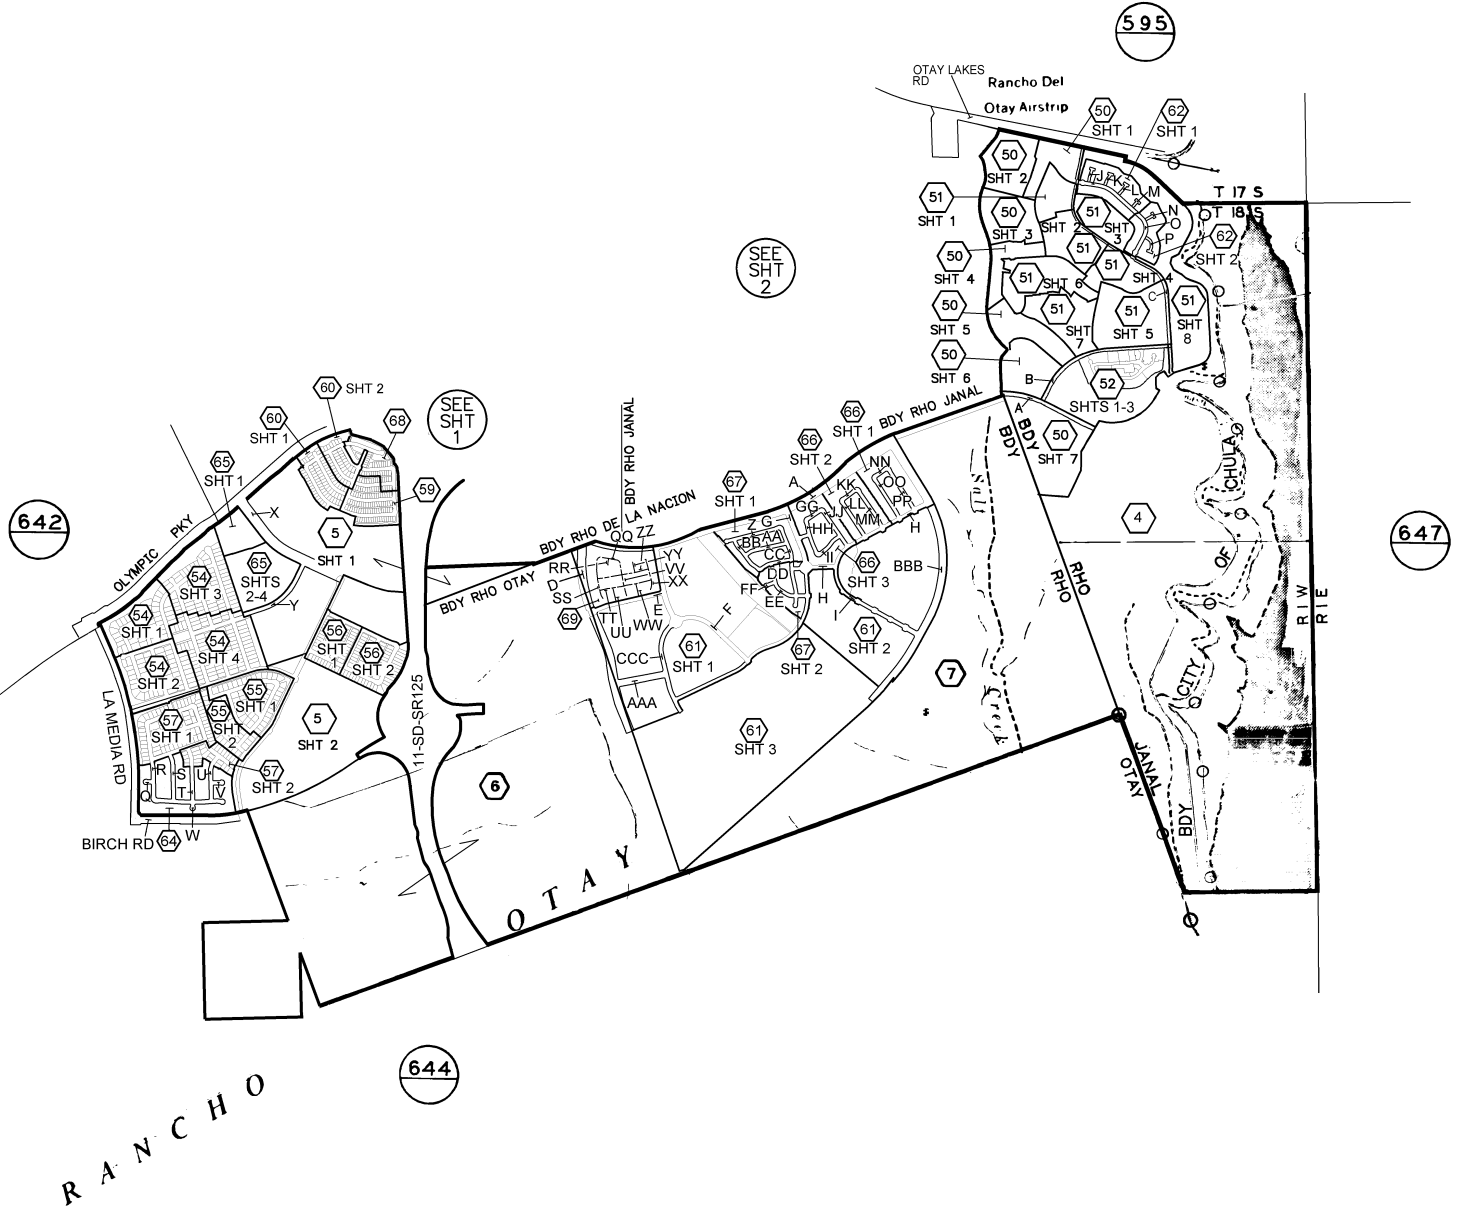 595
OTAY LAKES
RD
Rancho Del
Otay Airstrip
50
SHT 1
62
SHT 1
50
SHT 2
J
K
L
M
N
O
P
T 17 S
T 18 S
51
SHT 1
50
SHT 3
51
SHT 2
51
SHT
3
62
SHT 2
SEE
SHT
2
50
SHT 4
51
SHT 6
51
SHT 4
C
50
SHT 5
51
SHT
7
51
SHT 5
51
SHT
8
50
SHT 6
B
52
SHTS 1-3
A
50
SHT 7
BDY RHO JANAL
BDY
BDY
60
SHT 2
SEE
SHT
1
60
SHT 1
68
65
SHT 1
59
X
5
SHT 1
642
OLYMPIC PKY
54
SHT 3
65
SHTS
2-4
Y
54
SHT 1
54
SHT 4
54
SHT 2
56
SHT
1
56
SHT 2
55
SHT 1
55
SHT
2
57
SHT 1
5
SHT 2
57
SHT 2
LA MEDIA RD
Q
R
S
T
U
V
W
BIRCH RD
64
11-SD-SR125
BDY RHO OTAY
BDY RHO DE LA NACION
BDY RHO JANAL
QQ
ZZ
RR
D
SS
69
TT
UU
WW
E
YY
VV
XX
CCC
AAA
F
61
SHT 1
67
SHT 1
Z
G
BB
AA
CC
DD
FF
EE
H
I
67
SHT 2
66
SHT 2
66
SHT 1
A
NN
KK
OO
GG
LL
PP
JJ
HH
MM
H
II
66
SHT 3
BBB
61
SHT 2
61
SHT 3
6
7
Salt
Creek
RHO
RHO
4
CHULA
OF
CITY
647
R I W
R I E
JANAL
OTAY
BDY
644
RANCHO
OTAY